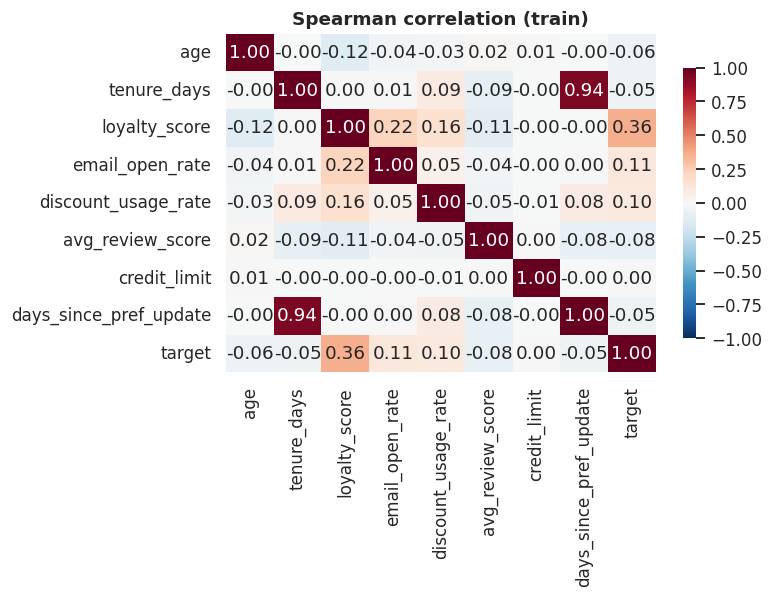 Spearman correlation (train)
age 1.00 -0.00 -0.12 -0.04 -0.03 0.02 0.01 -0.00 -0.06
tenure_days -0.00 1.00 0.00 0.01 0.09 -0.09 -0.00 0.94 -0.05
loyalty_score -0.12 0.00 1.00 0.22 0.16 -0.11 -0.00 -0.00 0.36
email_open_rate -0.04 0.01 0.22 1.00 0.05 -0.04 -0.00 0.00 0.11
discount_usage_rate -0.03 0.09 0.16 0.05 1.00 -0.05 -0.01 0.08 0.10
avg_review_score 0.02 -0.09 -0.11 -0.04 -0.05 1.00 0.00 -0.08 -0.08
credit_limit 0.01 -0.00 -0.00 -0.00 -0.01 0.00 1.00 -0.00 0.00
days_since_pref_update -0.00 0.94 -0.00 0.00 0.08 -0.08 -0.00 1.00 -0.05
target -0.06 -0.05 0.36 0.11 0.10 -0.08 0.00 -0.05 1.00
age
tenure_days
loyalty_score
email_open_rate
discount_usage_rate
avg_review_score
credit_limit
days_since_pref_update
target
1.00
0.75
0.50
0.25
0.00
−0.25
−0.50
−0.75
−1.00